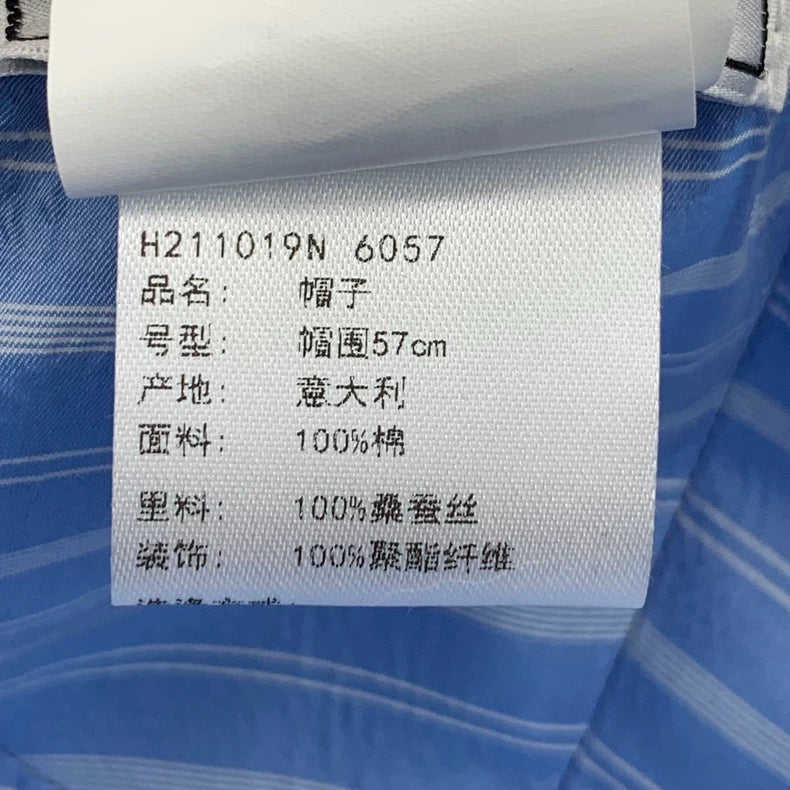 H211019N 6057
品名： 帽子
号型： 帽围57cm
产地： 意大利
面料： 100%棉
里料： 100%桑蚕丝
装饰： 100%聚酯纤维